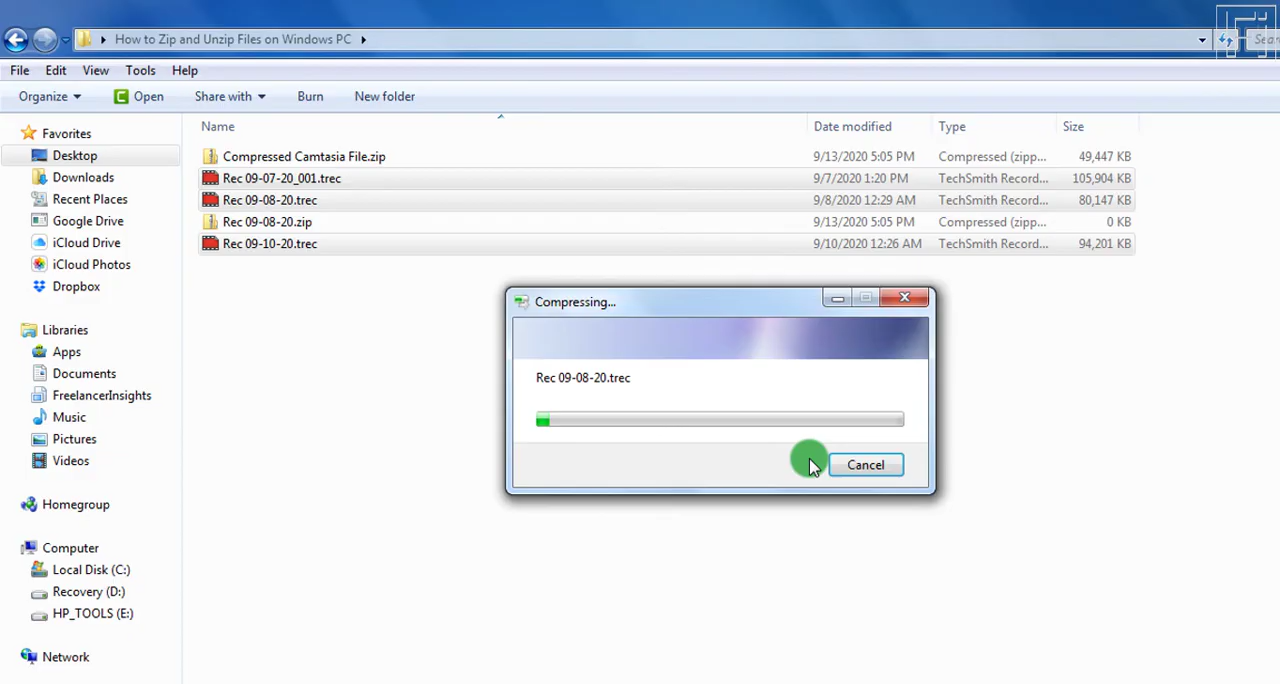 How to Zip and Unzip Files on Windows PC
File Edit View Tools Help
Organize Open Share with Burn New folder
Name Date modified Type Size
Favorites
Desktop
Downloads
Recent Places
Google Drive
iCloud Drive
iCloud Photos
Dropbox
Libraries
Apps
Documents
FreelancerInsights
Music
Pictures
Videos
Homegroup
Computer
Local Disk (C:)
Recovery (D:)
HP_TOOLS (E:)
Network
Compressed Camtasia File.zip 9/13/2020 5:05 PM Compressed (zipp... 49,447 KB
Rec 09-07-20_001.trec 9/7/2020 1:20 PM TechSmith Record... 105,904 KB
Rec 09-08-20.trec 9/8/2020 12:29 AM TechSmith Record... 80,147 KB
Rec 09-08-20.zip 9/13/2020 5:05 PM Compressed (zipp... 0 KB
Rec 09-10-20.trec 9/10/2020 12:26 AM TechSmith Record... 94,201 KB
Compressing...
Rec 09-08-20.trec
Cancel